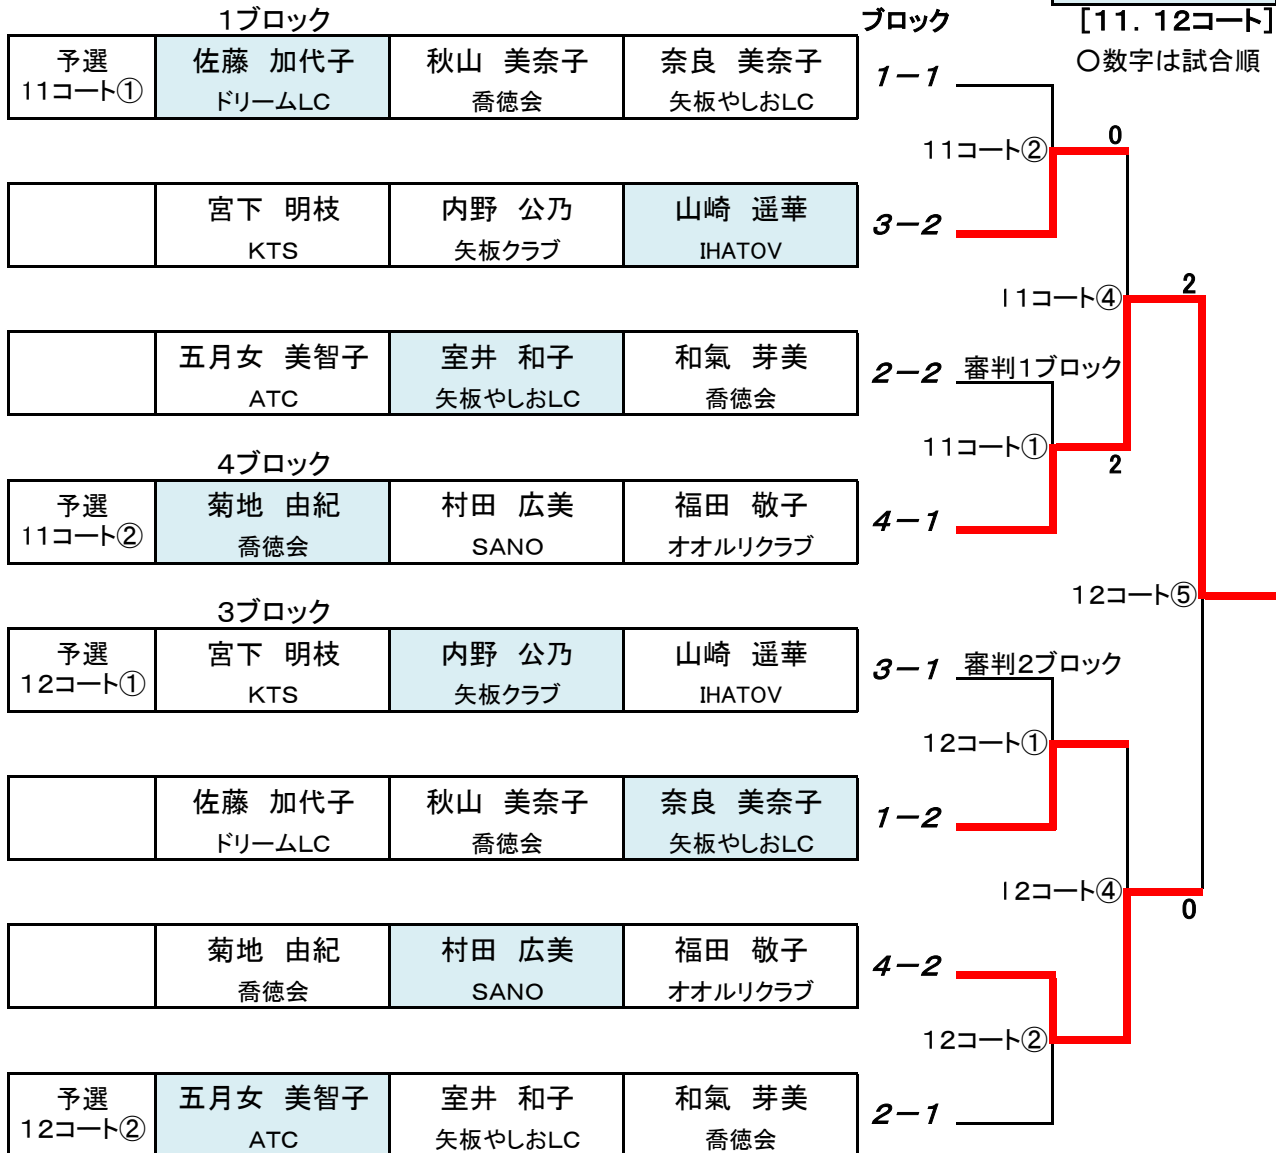 1ブロック
ブロック
[11. 12コート]
〇数字は試合順
予選
11コート①
佐藤 加代子
ドリームLC
秋山 美奈子
喬徳会
奈良 美奈子
矢板やしおLC
1-1
11コート②
0
宮下 明枝
KTS
内野 公乃
矢板クラブ
山崎 遥華
IHATOV
3-2
11コート④
2
五月女 美智子
ATC
室井 和子
矢板やしおLC
和氣 芽美
喬徳会
2-2
審判1ブロック
11コート①
2
4ブロック
予選
11コート②
菊地 由紀
喬徳会
村田 広美
SANO
福田 敬子
オオルリクラブ
4-1
12コート⑤
3ブロック
予選
12コート①
宮下 明枝
KTS
内野 公乃
矢板クラブ
山崎 遥華
IHATOV
3-1
審判2ブロック
12コート①
佐藤 加代子
ドリームLC
秋山 美奈子
喬徳会
奈良 美奈子
矢板やしおLC
1-2
12コート④
0
菊地 由紀
喬徳会
村田 広美
SANO
福田 敬子
オオルリクラブ
4-2
12コート②
予選
12コート②
五月女 美智子
ATC
室井 和子
矢板やしおLC
和氣 芽美
喬徳会
2-1